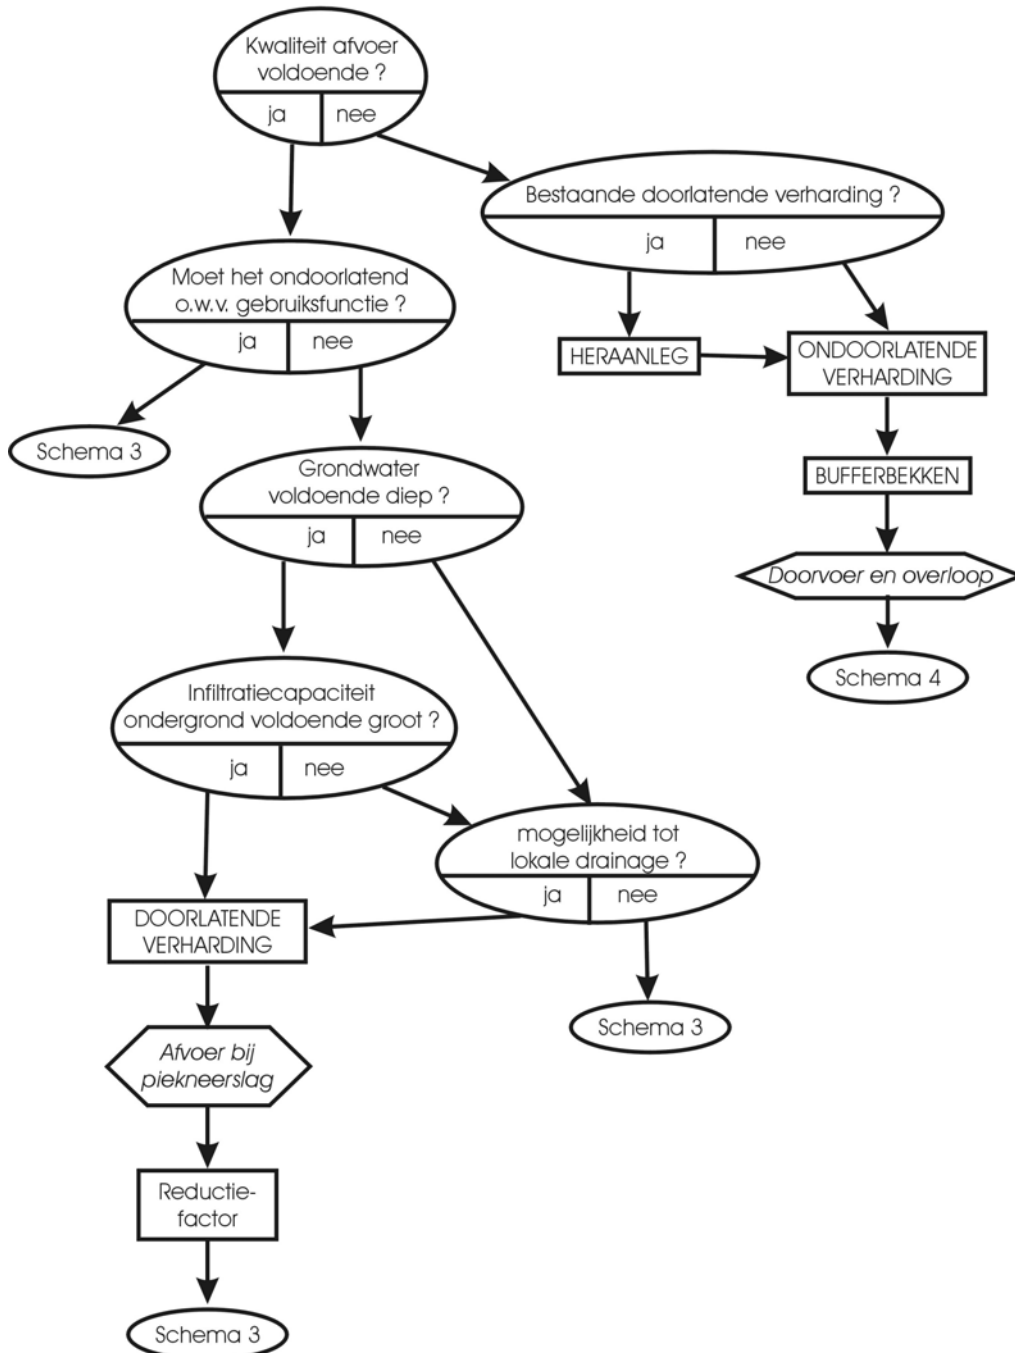 Kwaliteit afvoer
voldoende ?
ja nee
Bestaande doorlatende verharding ?
ja nee
Moet het ondoorlatend
o.w.v. gebruiksfunctie ?
ja nee
HERAANLEG
ONDOORLATENDE
VERHARDING
Schema 3
Grondwater
voldoende diep ?
ja nee
BUFFERBEKKEN
Doorvoer en overloop
Schema 4
Infiltratiecapaciteit
ondergrond voldoende groot ?
ja nee
mogelijkheid tot
lokale drainage ?
ja nee
DOORLATENDE
VERHARDING
Schema 3
Afvoer bij
piekneerslag
Reductie-
factor
Schema 3